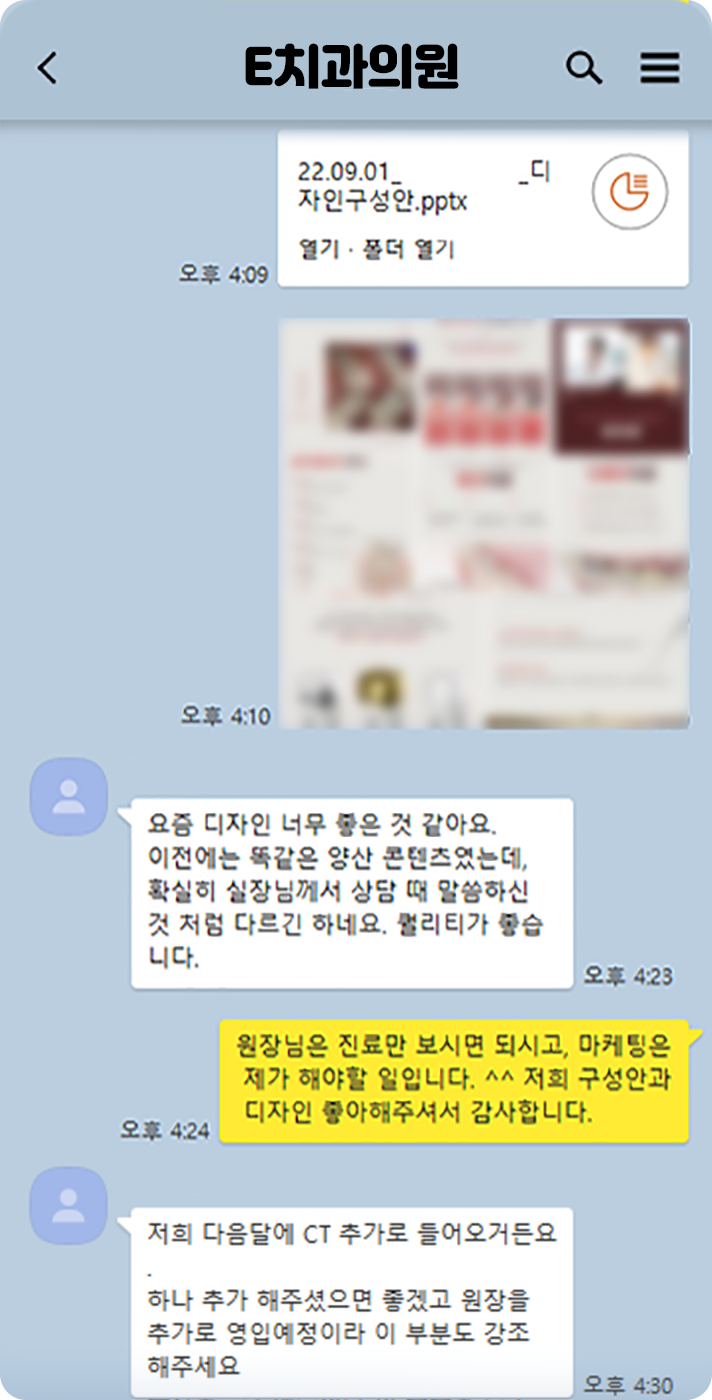 E치과의원
22.09.01_ _디
자인구성안.pptx
열기 · 폴더 열기
오후 4:09
오후 4:10
요즘 디자인 너무 좋은 것 같아요.
이전에는 똑같은 양산 콘텐츠였는데,
확실히 실장님께서 상담 때 말씀하신
것 처럼 다르긴 하네요. 퀄리티가 좋습
니다.
오후 4:23
원장님은 진료만 보시면 되시고, 마케팅은
제가 해야할 일입니다. ^^ 저희 구성안과
디자인 좋아해주셔서 감사합니다.
오후 4:24
저희 다음달에 CT 추가로 들어오거든요
.
하나 추가 해주셨으면 좋겠고 원장을
추가로 영입예정이라 이 부분도 강조
해주세요
오후 4:30